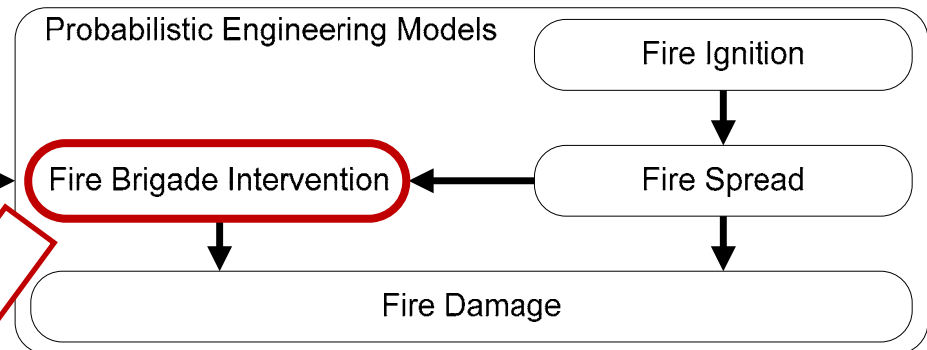 Probabilistic Engineering Models
Fire Ignition
Fire Brigade Intervention
Fire Spread
Fire Damage